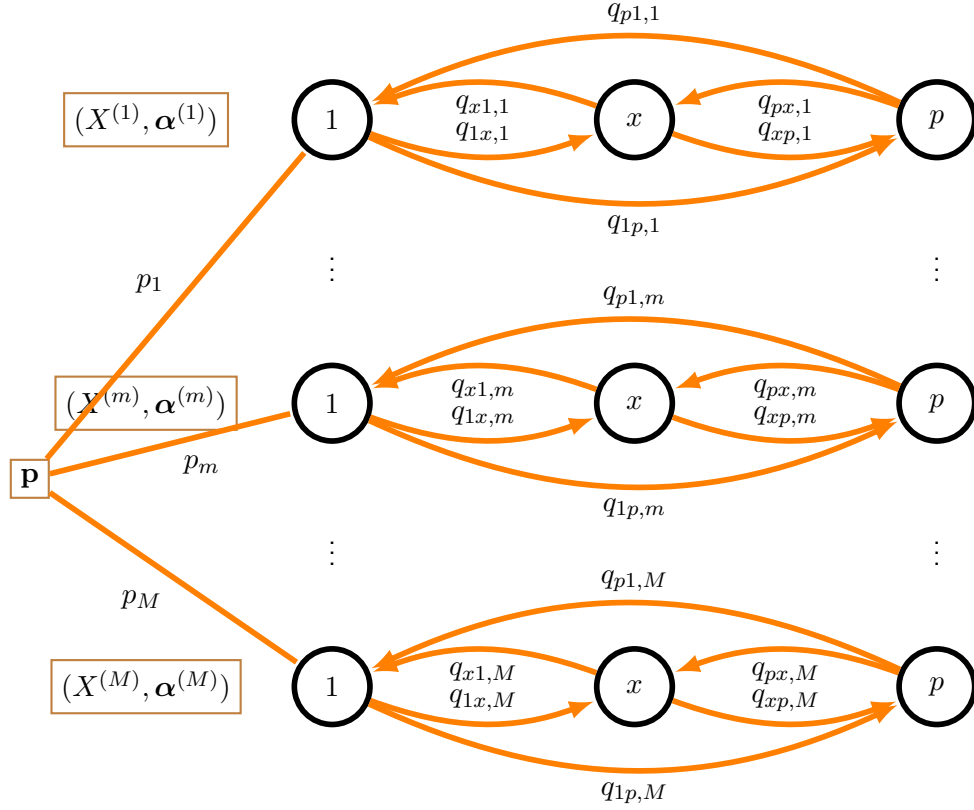 q_{p1,1}
(X^{(1)}, α^{(1)})
1
q_{x1,1}
q_{1x,1}
x
q_{px,1}
q_{xp,1}
p
q_{1p,1}
p_1
⋮
⋮
q_{p1,m}
(X^{(m)}, α^{(m)})
1
q_{x1,m}
q_{1x,m}
x
q_{px,m}
q_{xp,m}
p
p_m
p
q_{1p,m}
⋮
⋮
q_{p1,M}
p_M
(X^{(M)}, α^{(M)})
1
q_{x1,M}
q_{1x,M}
x
q_{px,M}
q_{xp,M}
p
q_{1p,M}